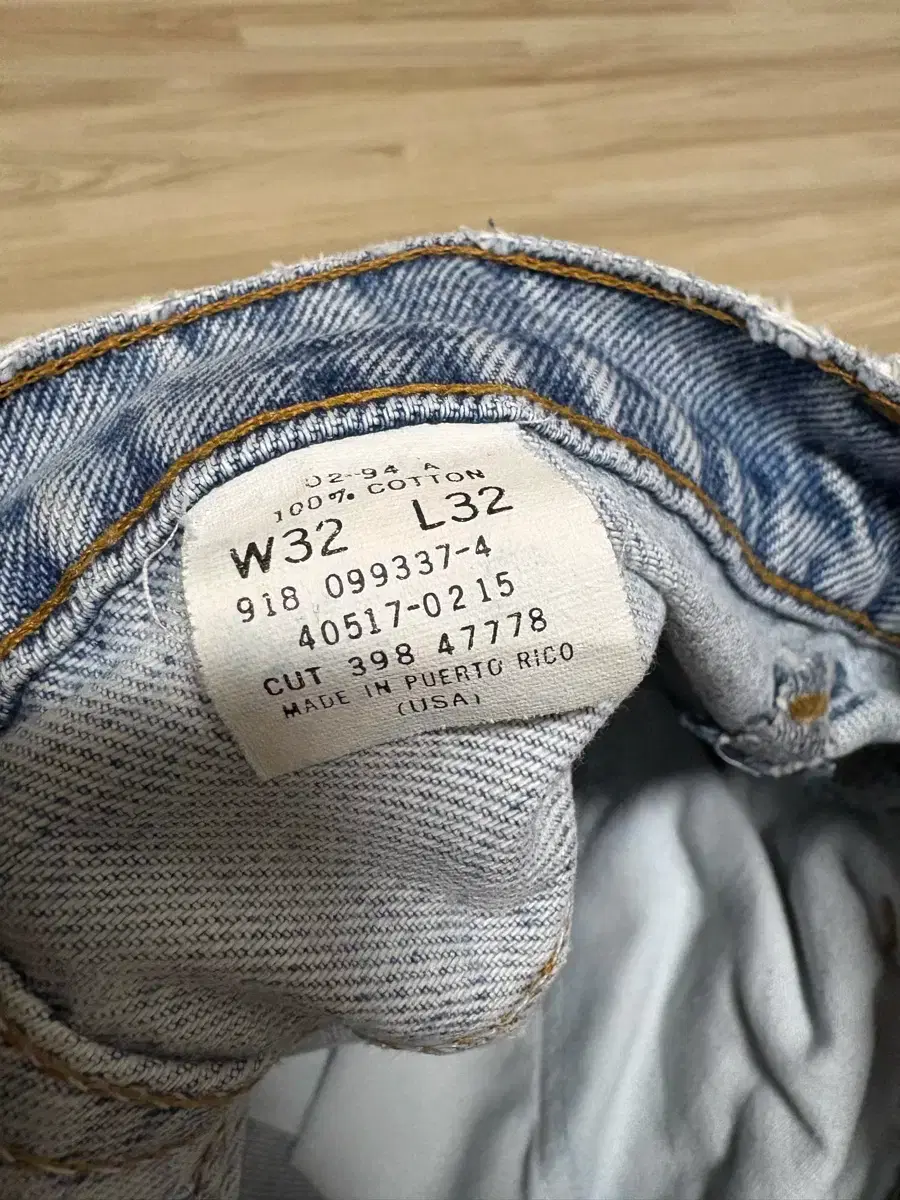 02-94 A
100% COTTON
W32 L32
918 099337-4
40517-0215
CUT 398 47778
MADE IN PUERTO RICO
(USA)